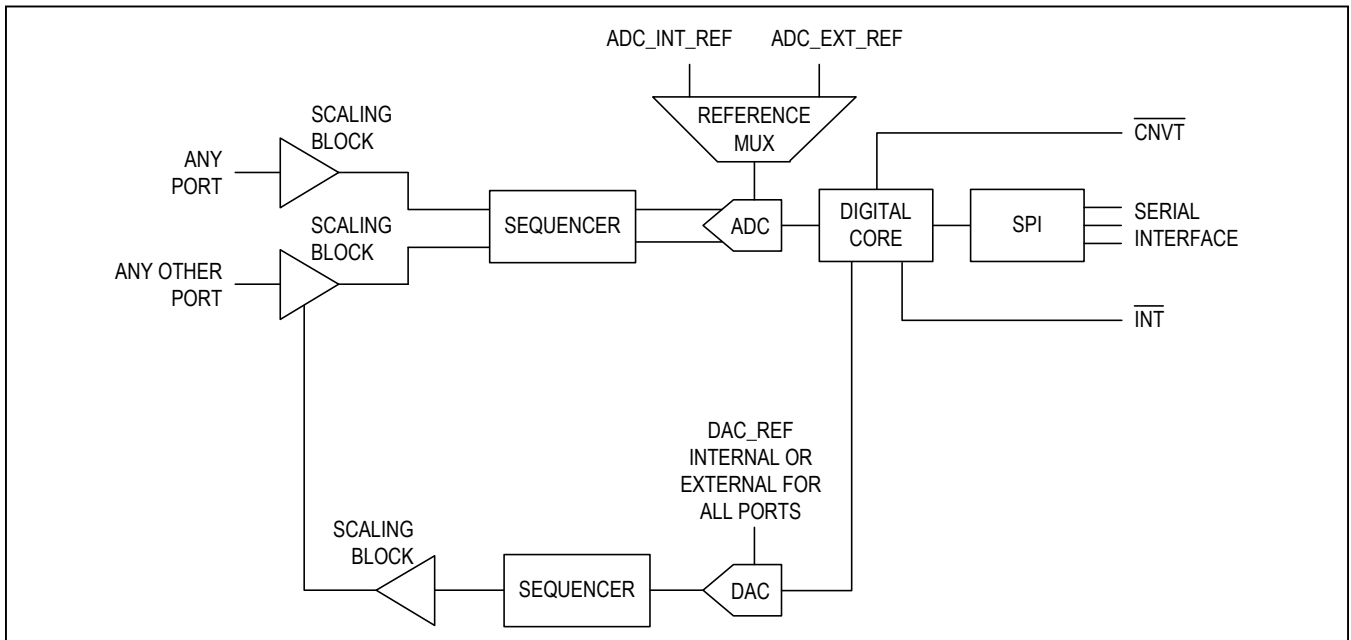 ADC_INT_REF
ADC_EXT_REF
SCALING
BLOCK
REFERENCE
MUX
CNVT
ANY
PORT
SCALING
BLOCK
SEQUENCER
ADC
DIGITAL
CORE
SPI
SERIAL
INTERFACE
ANY OTHER
PORT
INT
DAC_REF
INTERNAL OR
EXTERNAL FOR
ALL PORTS
SCALING
BLOCK
SEQUENCER
DAC